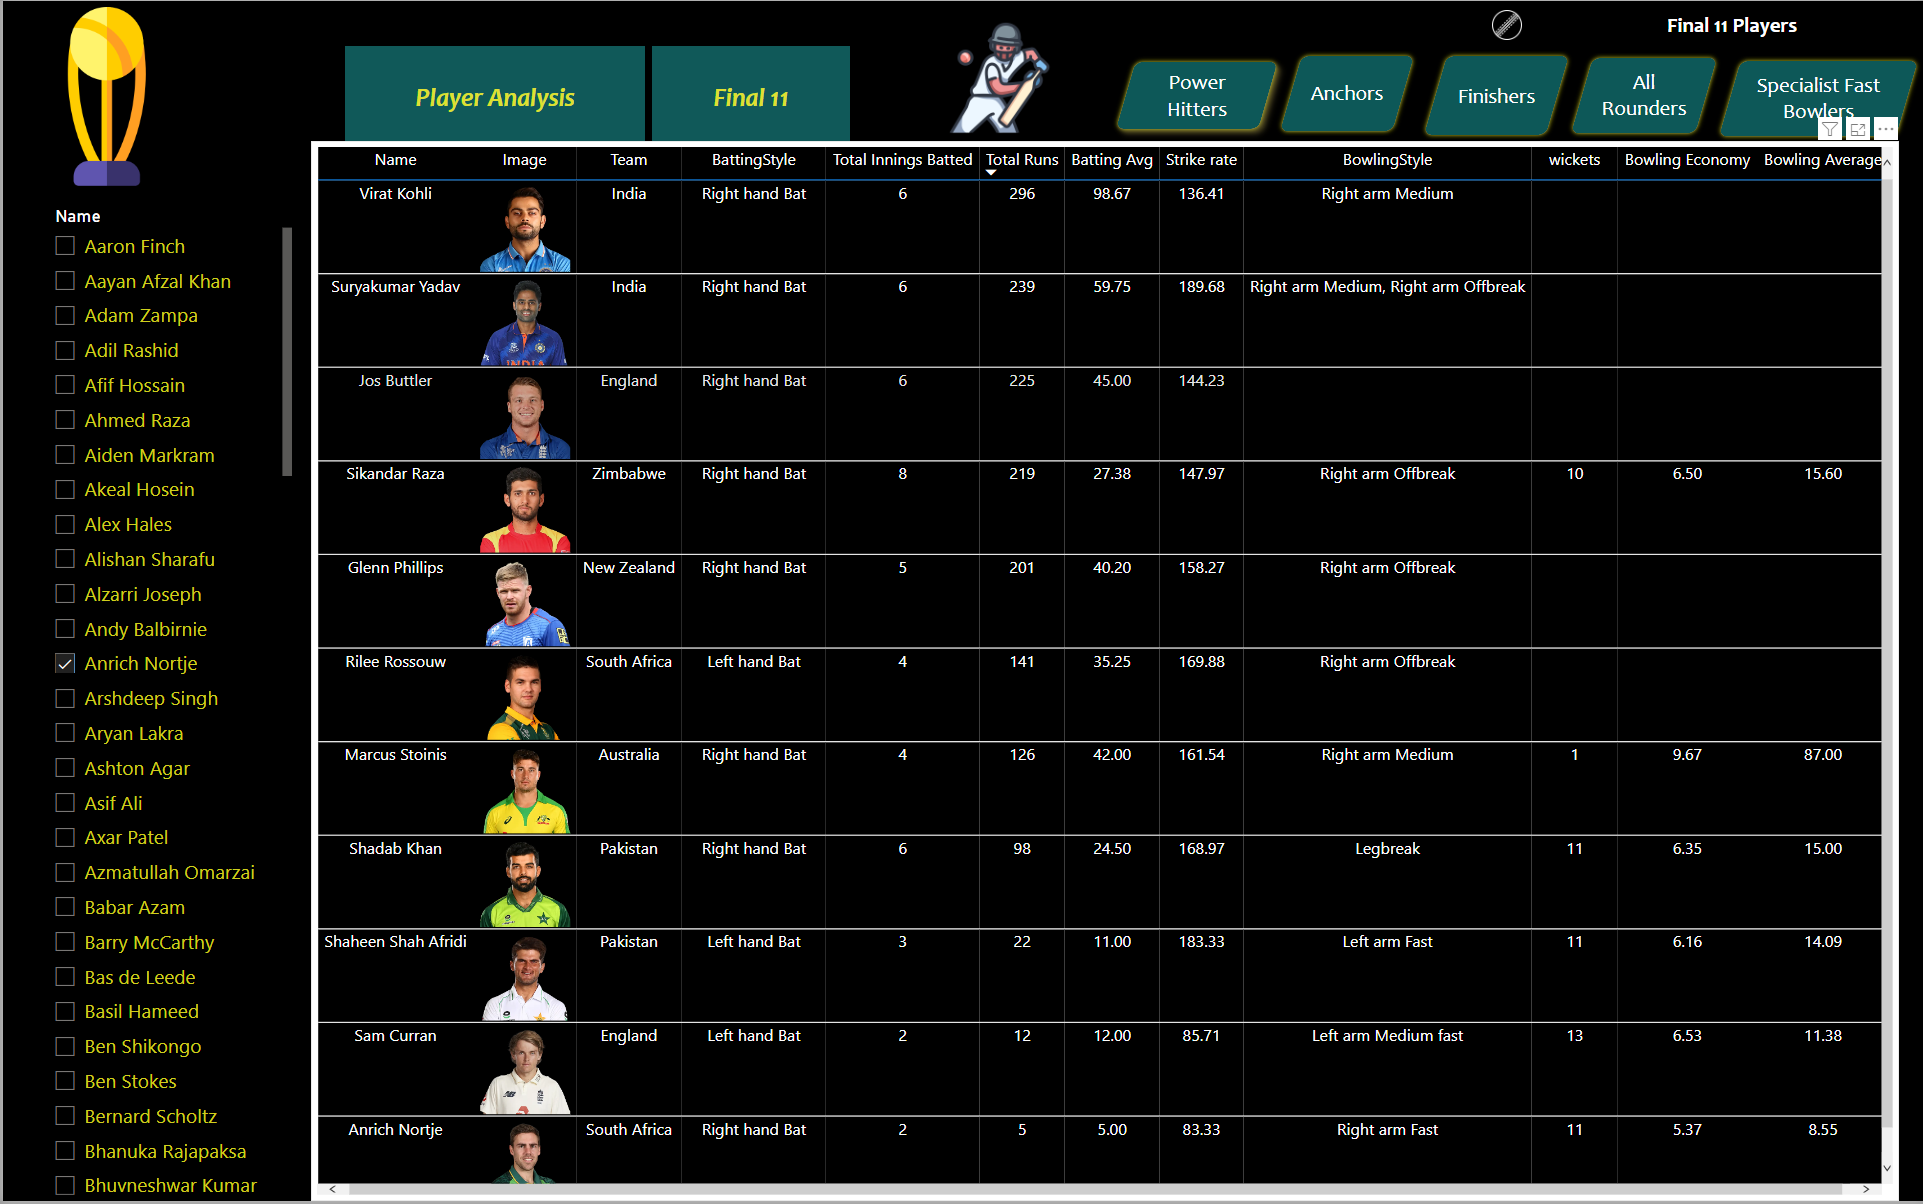 Final 11 Players
Player Analysis
Final 11
Power
Hitters
Anchors
Finishers
All
Rounders
Specialist Fast
Bowlers
Name
Aaron Finch
Aayan Afzal Khan
Adam Zampa
Adil Rashid
Afif Hossain
Ahmed Raza
Aiden Markram
Akeal Hosein
Alex Hales
Alishan Sharafu
Alzarri Joseph
Andy Balbirnie
Anrich Nortje
Arshdeep Singh
Aryan Lakra
Ashton Agar
Asif Ali
Axar Patel
Azmatullah Omarzai
Babar Azam
Barry McCarthy
Bas de Leede
Basil Hameed
Ben Shikongo
Ben Stokes
Bernard Scholtz
Bhanuka Rajapaksa
Bhuvneshwar Kumar
Name Image Team BattingStyle Total Innings Batted Total Runs Batting Avg Strike rate BowlingStyle wickets Bowling Economy Bowling Average
Virat Kohli India Right hand Bat 6 296 98.67 136.41 Right arm Medium
Suryakumar Yadav India Right hand Bat 6 239 59.75 189.68 Right arm Medium, Right arm Offbreak
INDIA
Jos Buttler England Right hand Bat 6 225 45.00 144.23
Sikandar Raza Zimbabwe Right hand Bat 8 219 27.38 147.97 Right arm Offbreak 10 6.50 15.60
Glenn Phillips New Zealand Right hand Bat 5 201 40.20 158.27 Right arm Offbreak
Rilee Rossouw South Africa Left hand Bat 4 141 35.25 169.88 Right arm Offbreak
Marcus Stoinis Australia Right hand Bat 4 126 42.00 161.54 Right arm Medium 1 9.67 87.00
Shadab Khan Pakistan Right hand Bat 6 98 24.50 168.97 Legbreak 11 6.35 15.00
Shaheen Shah Afridi Pakistan Left hand Bat 3 22 11.00 183.33 Left arm Fast 11 6.16 14.09
Sam Curran England Left hand Bat 2 12 12.00 85.71 Left arm Medium fast 13 6.53 11.38
Anrich Nortje South Africa Right hand Bat 2 5 5.00 83.33 Right arm Fast 11 5.37 8.55